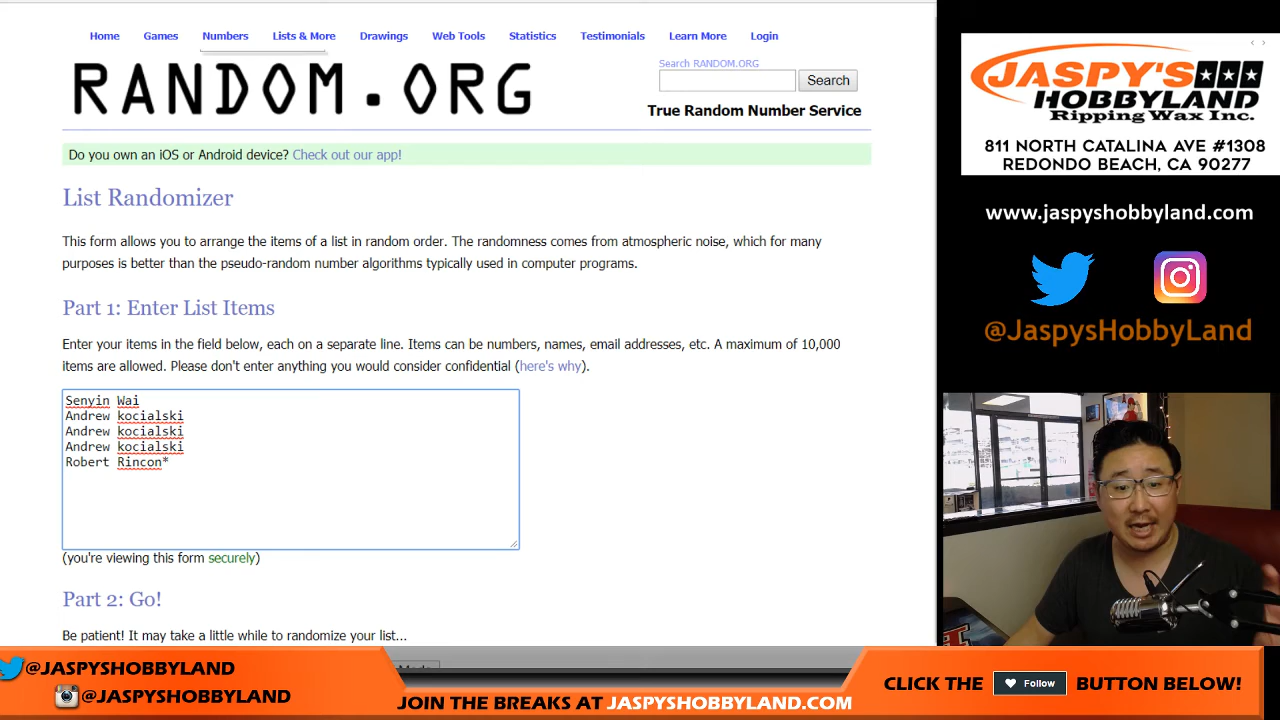 Home Games Numbers Lists & More Drawings Web Tools Statistics Testimonials Learn More Login
RANDOM.ORG
Search RANDOM.ORG
Search
True Random Number Service
Do you own an iOS or Android device? Check out our app!
List Randomizer
This form allows you to arrange the items of a list in random order. The randomness comes from atmospheric noise, which for many
purposes is better than the pseudo-random number algorithms typically used in computer programs.
Part 1: Enter List Items
Enter your items in the field below, each on a separate line. Items can be numbers, names, email addresses, etc. A maximum of 10,000
items are allowed. Please don't enter anything you would consider confidential (here's why).
Senyin Wai
Andrew kocialski
Andrew kocialski
Andrew kocialski
Robert Rincon*
(you're viewing this form securely)
Part 2: Go!
Be patient! It may take a little while to randomize your list...
JASPY'S
HOBBYLAND
Ripping Wax Inc.
811 NORTH CATALINA AVE #1308
REDONDO BEACH, CA 90277
www.jaspyshobbyland.com
@JaspysHobbyLand
@JASPYSHOBBYLAND
@JASPYSHOBBYLAND
JOIN THE BREAKS AT JASPYSHOBBYLAND.COM
CLICK THE Follow BUTTON BELOW!